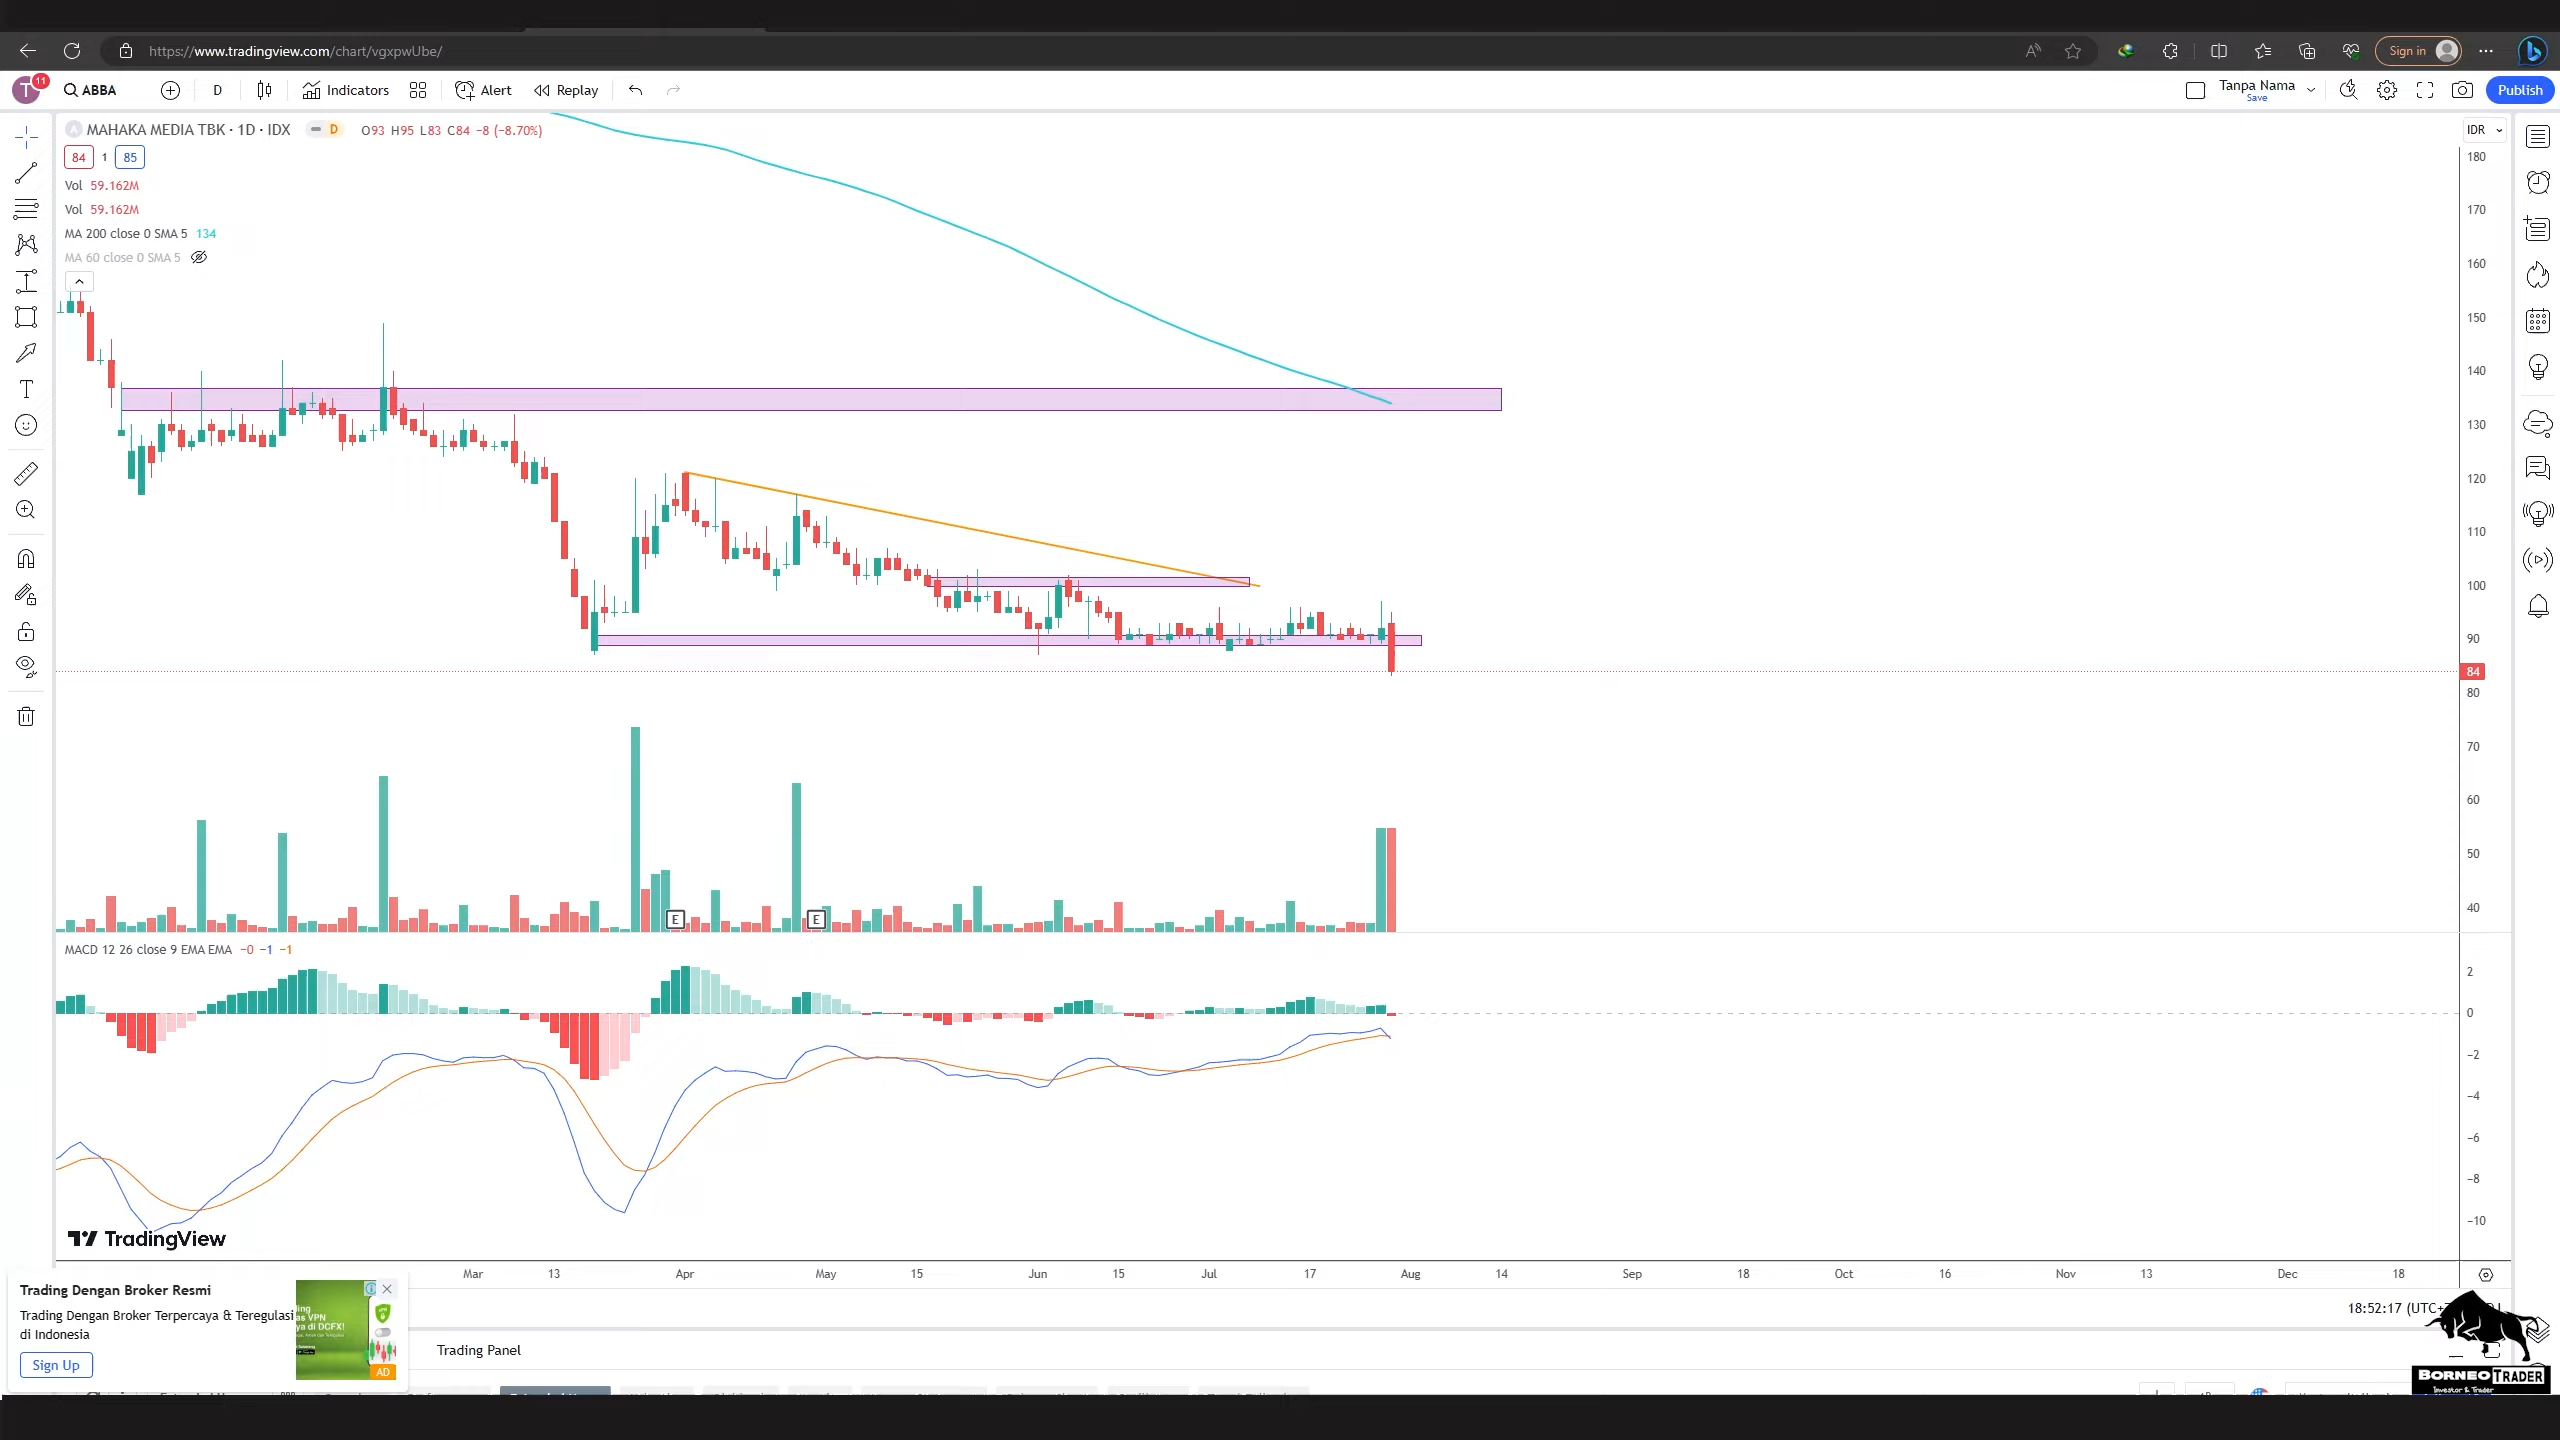 https://www.tradingview.com/chart/vgxpwUbe/
Sign in
T 11 ABBA D Indicators Alert Replay
Tanpa Nama
Save
Publish
MAHAKA MEDIA TBK · 1D · IDX D O93 H95 L83 C84 −8 (−8.70%)
IDR
84 1 85
Vol 59.162M
Vol 59.162M
MA 200 close 0 SMA 5 134
MA 60 close 0 SMA 5
180
170
160
150
140
130
120
110
100
90
84
80
70
60
50
40
E E
MACD 12 26 close 9 EMA EMA −0 −1 −1
2
0
−2
−4
−6
−8
−10
TradingView
Mar 13 Apr May 15 Jun 15 Jul 17 Aug 14 Sep 18 Oct 16 Nov 13 Dec 18
Trading Dengan Broker Resmi
Trading Dengan Broker Terpercaya & Teregulasi
di Indonesia
Sign Up
AD
18:52:17 (UTC+
Trading Panel
BORNEO TRADER
Investor & Trader